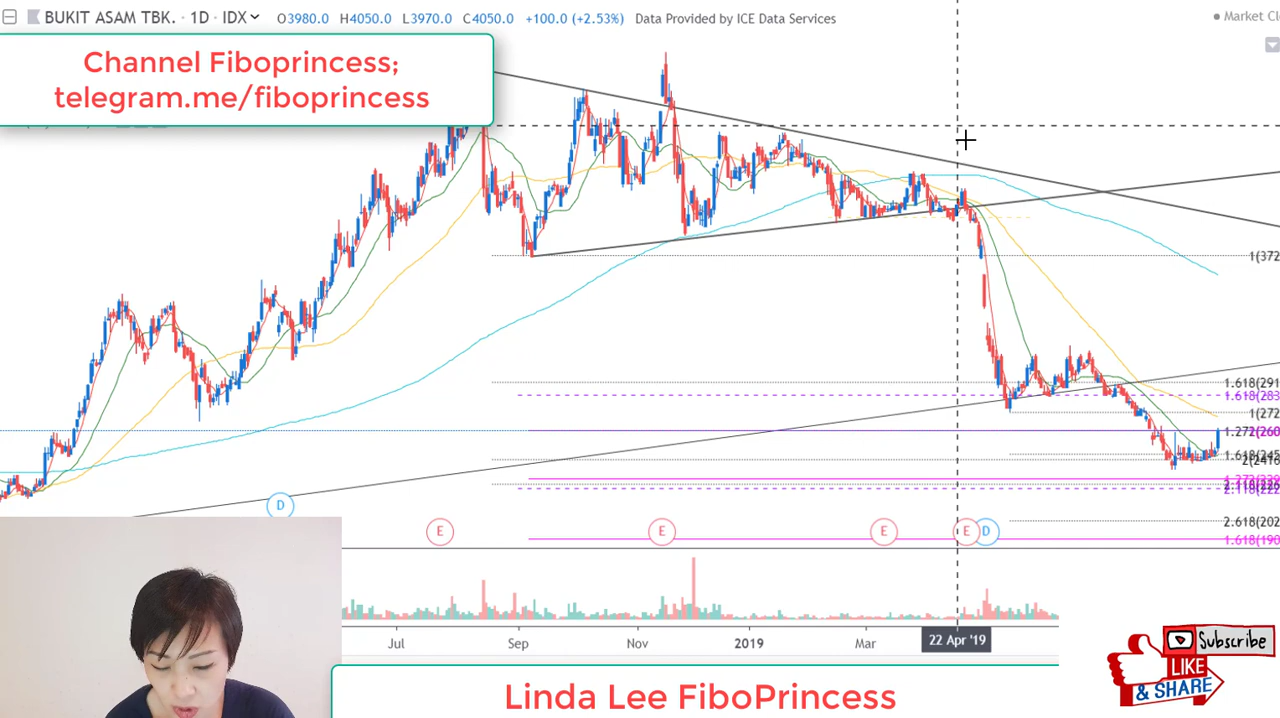 BUKIT ASAM TBK. · 1D · IDX O3980.0 H4050.0 L3970.0 C4050.0 +100.0 (+2.53%) Data Provided by ICE Data Services
Market Cl
Channel Fiboprincess;
telegram.me/fiboprincess
1(372
1.618(291
1.618(283
1(272
1.272(260
2.618(202
1.618(190
D
E
E
E
E
D
Jul
Sep
Nov
2019
Mar
22 Apr '19
Subscribe
LIKE
& SHARE
Linda Lee FiboPrincess